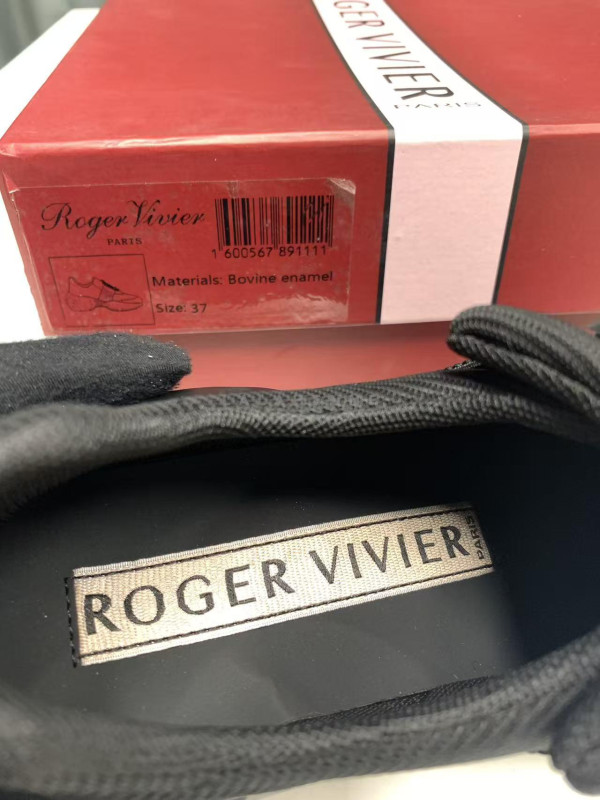 ROGER VIVIER
PARIS
Roger Vivier
PARIS
1 600567 891111
Materials: Bovine enamel
Size: 37
ROGER VIVIER
PARIS